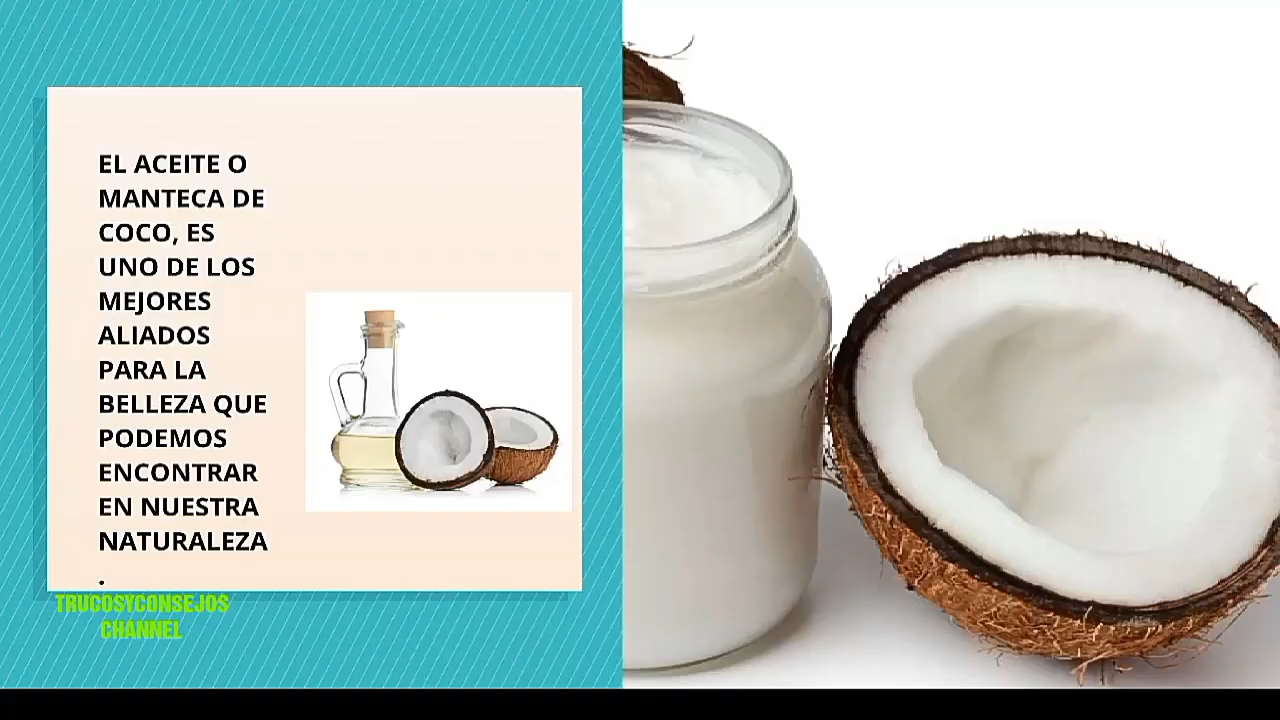 EL ACEITE O
MANTECA DE
COCO, ES
UNO DE LOS
MEJORES
ALIADOS
PARA LA
BELLEZA QUE
PODEMOS
ENCONTRAR
EN NUESTRA
NATURALEZA
.
TRUCOSYCONSEJOS
CHANNEL